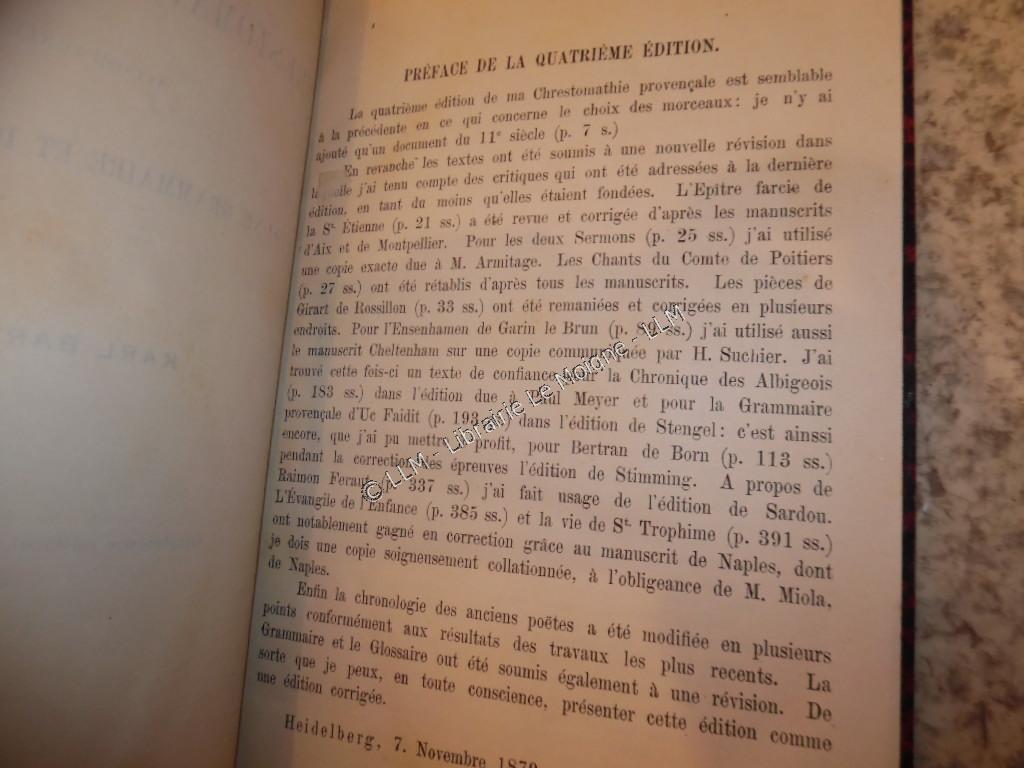 PRÉFACE DE LA QUATRIÈME ÉDITION.
La quatrième édition de ma Chrestomathie provençale est semblable
à la précédente en ce qui concerne le choix des morceaux: je n'y ai
ajouté qu'un document du 11e siècle (p. 7 s.)
En revanche les textes ont été soumis à une nouvelle révision dans
laquelle j'ai tenu compte des critiques qui ont été adressées à la dernière
édition, en tant du moins qu'elles étaient fondées. L'Epître farcie de
la St. Étienne (p. 21 ss.) a été revue et corrigée d'après les manuscrits
d'Aix et de Montpellier. Pour les deux Sermons (p. 25 ss.) j'ai utilisé
une copie exacte due à M. Armitage. Les Chants du Comte de Poitiers
(p. 27 ss.) ont été rétablis d'après tous les manuscrits. Les pièces de
Girart de Rossillon (p. 33 ss.) ont été remaniées et corrigées en plusieurs
endroits. Pour l'Ensenhamen de Garin le Brun (p. ss.) j'ai utilisé aussi
le manuscrit Cheltenham sur une copie communiquée par H. Suchier. J'ai
trouvé cette fois-ci un texte de confiance pour la Chronique des Albigeois
(p. 183 ss.) dans l'édition due à Paul Meyer et pour la Grammaire
provençale d'Uc Faidit (p. 193 dans l'édition de Stengel: c'est ainssi
encore, que j'ai pu mettre à profit, pour Bertran de Born (p. 113 ss.)
pendant la correction des épreuves l'édition de Stimming. A propos de
Raimon Feraut (p. 337 ss.) j'ai fait usage de l'édition de Sardou.
L'Évangile de l'Enfance (p. 385 ss.) et la vie de St. Trophime (p. 391 ss.)
ont notablement gagné en correction grâce au manuscrit de Naples, dont
je dois une copie soigneusement collationnée, à l'obligeance de M. Miola,
de Naples.
Enfin la chronologie des anciens poëtes a été modifiée en plusieurs
points conformément aux résultats des travaux les plus recents. La
Grammaire et le Glossaire ont été soumis également à une révision. De
sorte que je peux, en toute conscience, présenter cette édition comme
une édition corrigée.
Heidelberg, 7. Novembre
© LLM - Librairie Le Moigne - LLM
KARL BAR